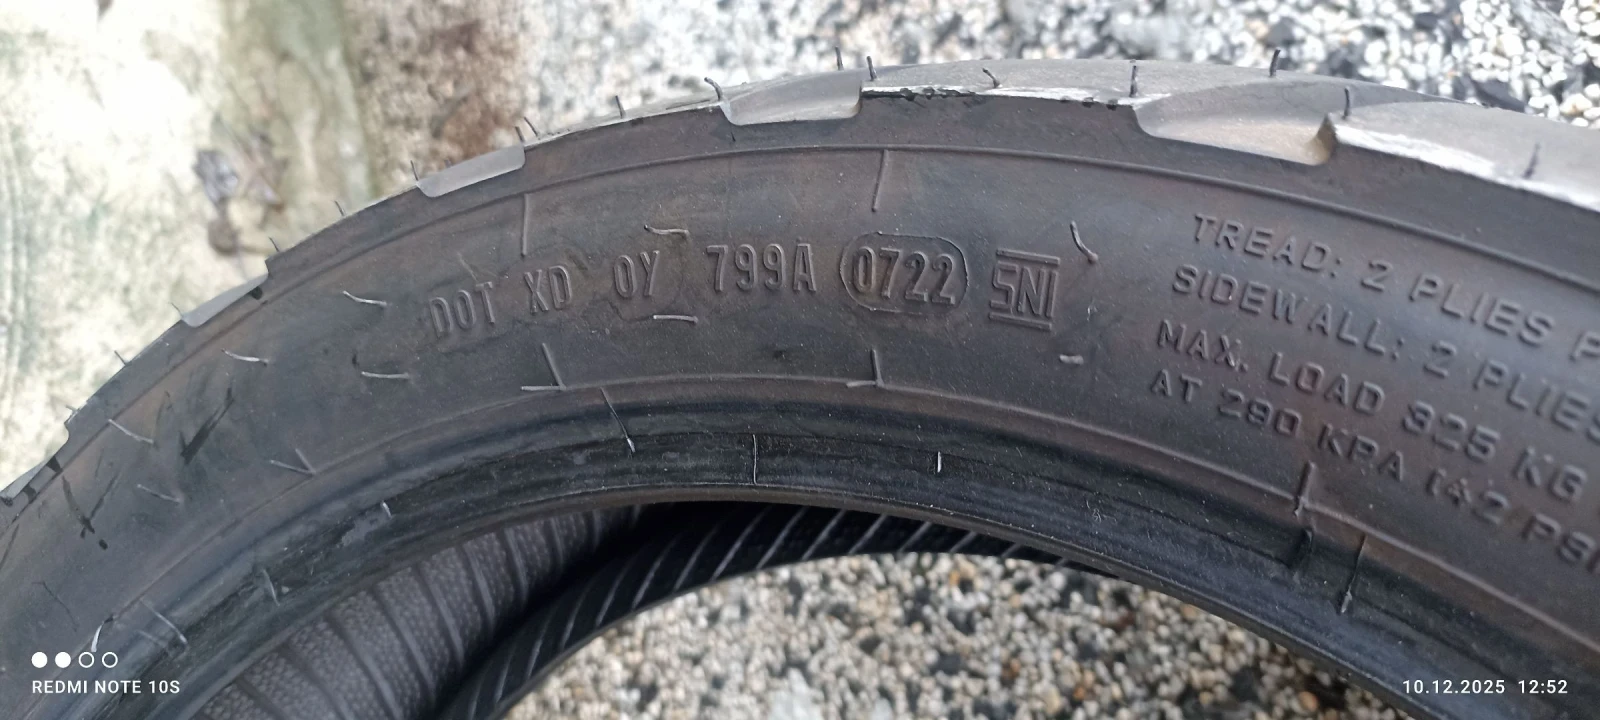 DOT XD 0Y 799A 0722 SNI
TREAD: 2 PLIES
SIDEWALL: 2 PLIES
MAX. LOAD 325 KG
AT 290 KPA (42 PSI
REDMI NOTE 10S
10.12.2025 12:52